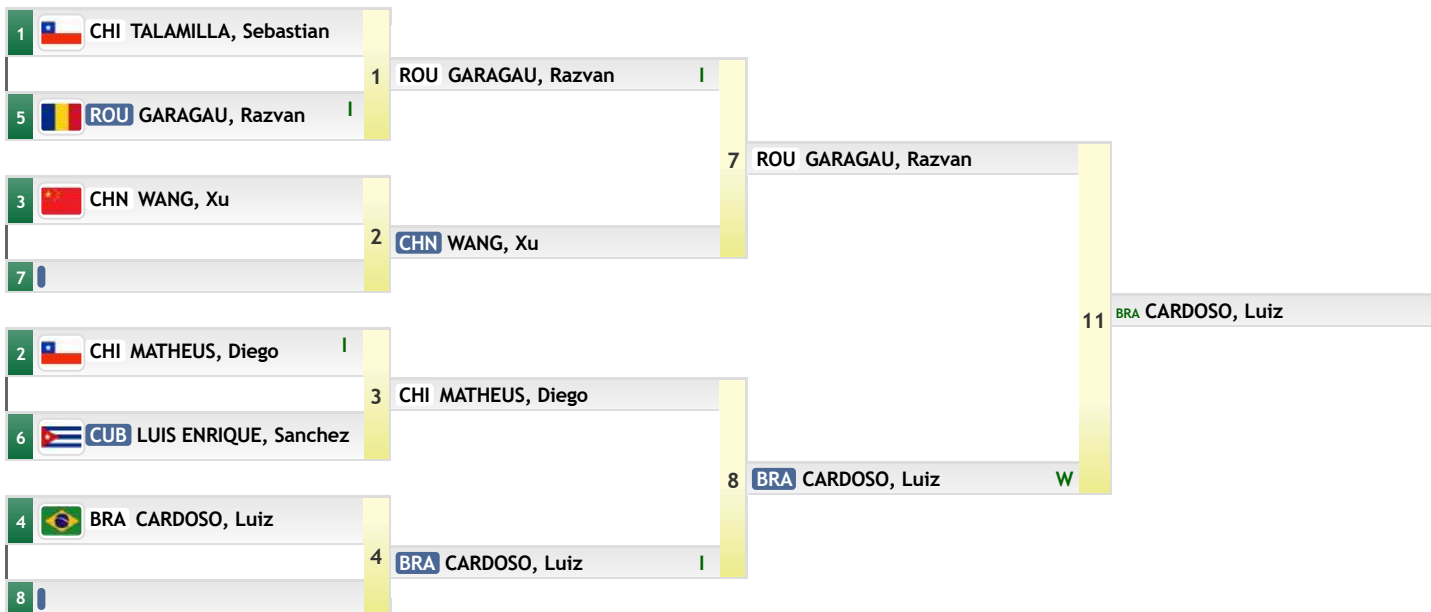 1 CHI TALAMILLA, Sebastian
1 ROU GARAGAU, Razvan I
5 ROU GARAGAU, Razvan I
7 ROU GARAGAU, Razvan
3 CHN WANG, Xu
2 CHN WANG, Xu
7
11 BRA CARDOSO, Luiz
2 CHI MATHEUS, Diego I
3 CHI MATHEUS, Diego
6 CUB LUIS ENRIQUE, Sanchez
8 BRA CARDOSO, Luiz W
4 BRA CARDOSO, Luiz
4 BRA CARDOSO, Luiz I
8